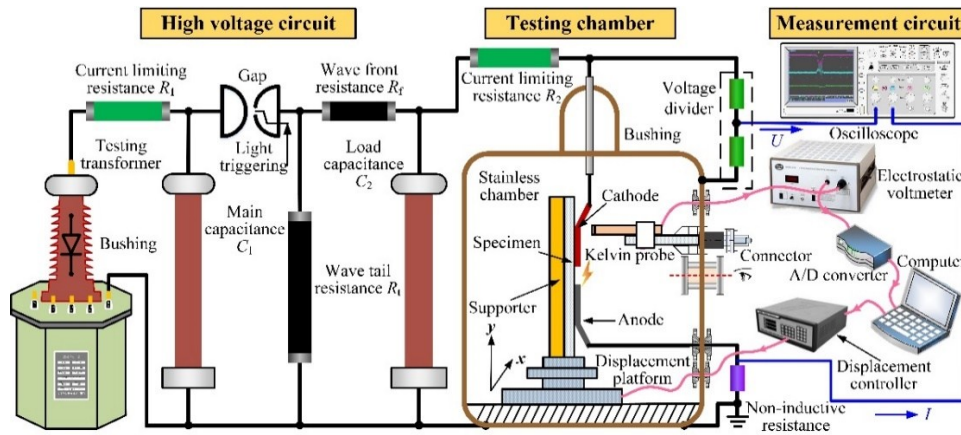 High voltage circuit
Testing chamber
Measurement circuit
Current limiting
resistance R1
Gap
Wave front
resistance Rf
Current limiting
resistance R2
Voltage
divider
Testing
transformer
Light
triggering
Load
capacitance
C2
Bushing
U
Oscilloscope
Electrostatic
voltmeter
Stainless
chamber
Cathode
Bushing
Main
capacitance
C1
Specimen
Kelvin probe
Connector
A/D converter
Computer
Wave tail
resistance Rt
Supporter
Anode
y
x
Displacement
platform
Displacement
controller
Non-inductive
resistance
I